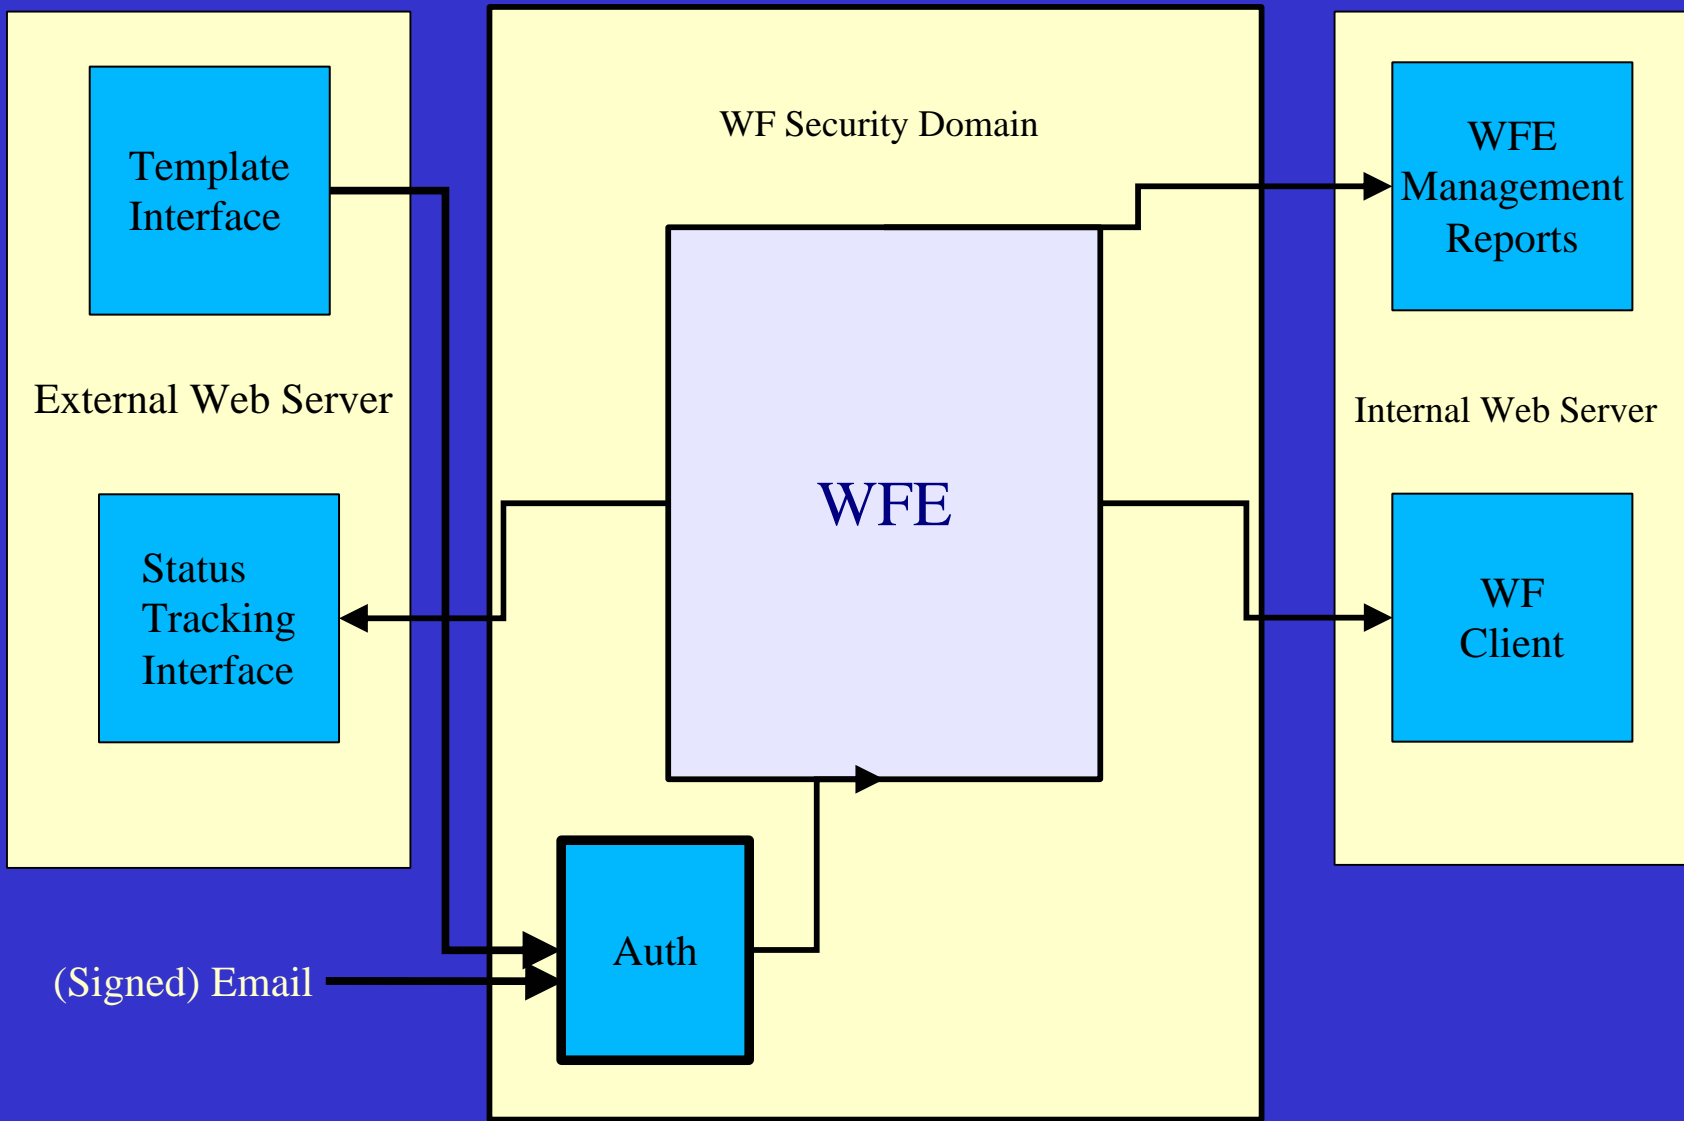 Template
Interface
External Web Server
Status
Tracking
Interface
(Signed) Email
WF Security Domain
WFE
Auth
WFE
Management
Reports
Internal Web Server
WF
Client